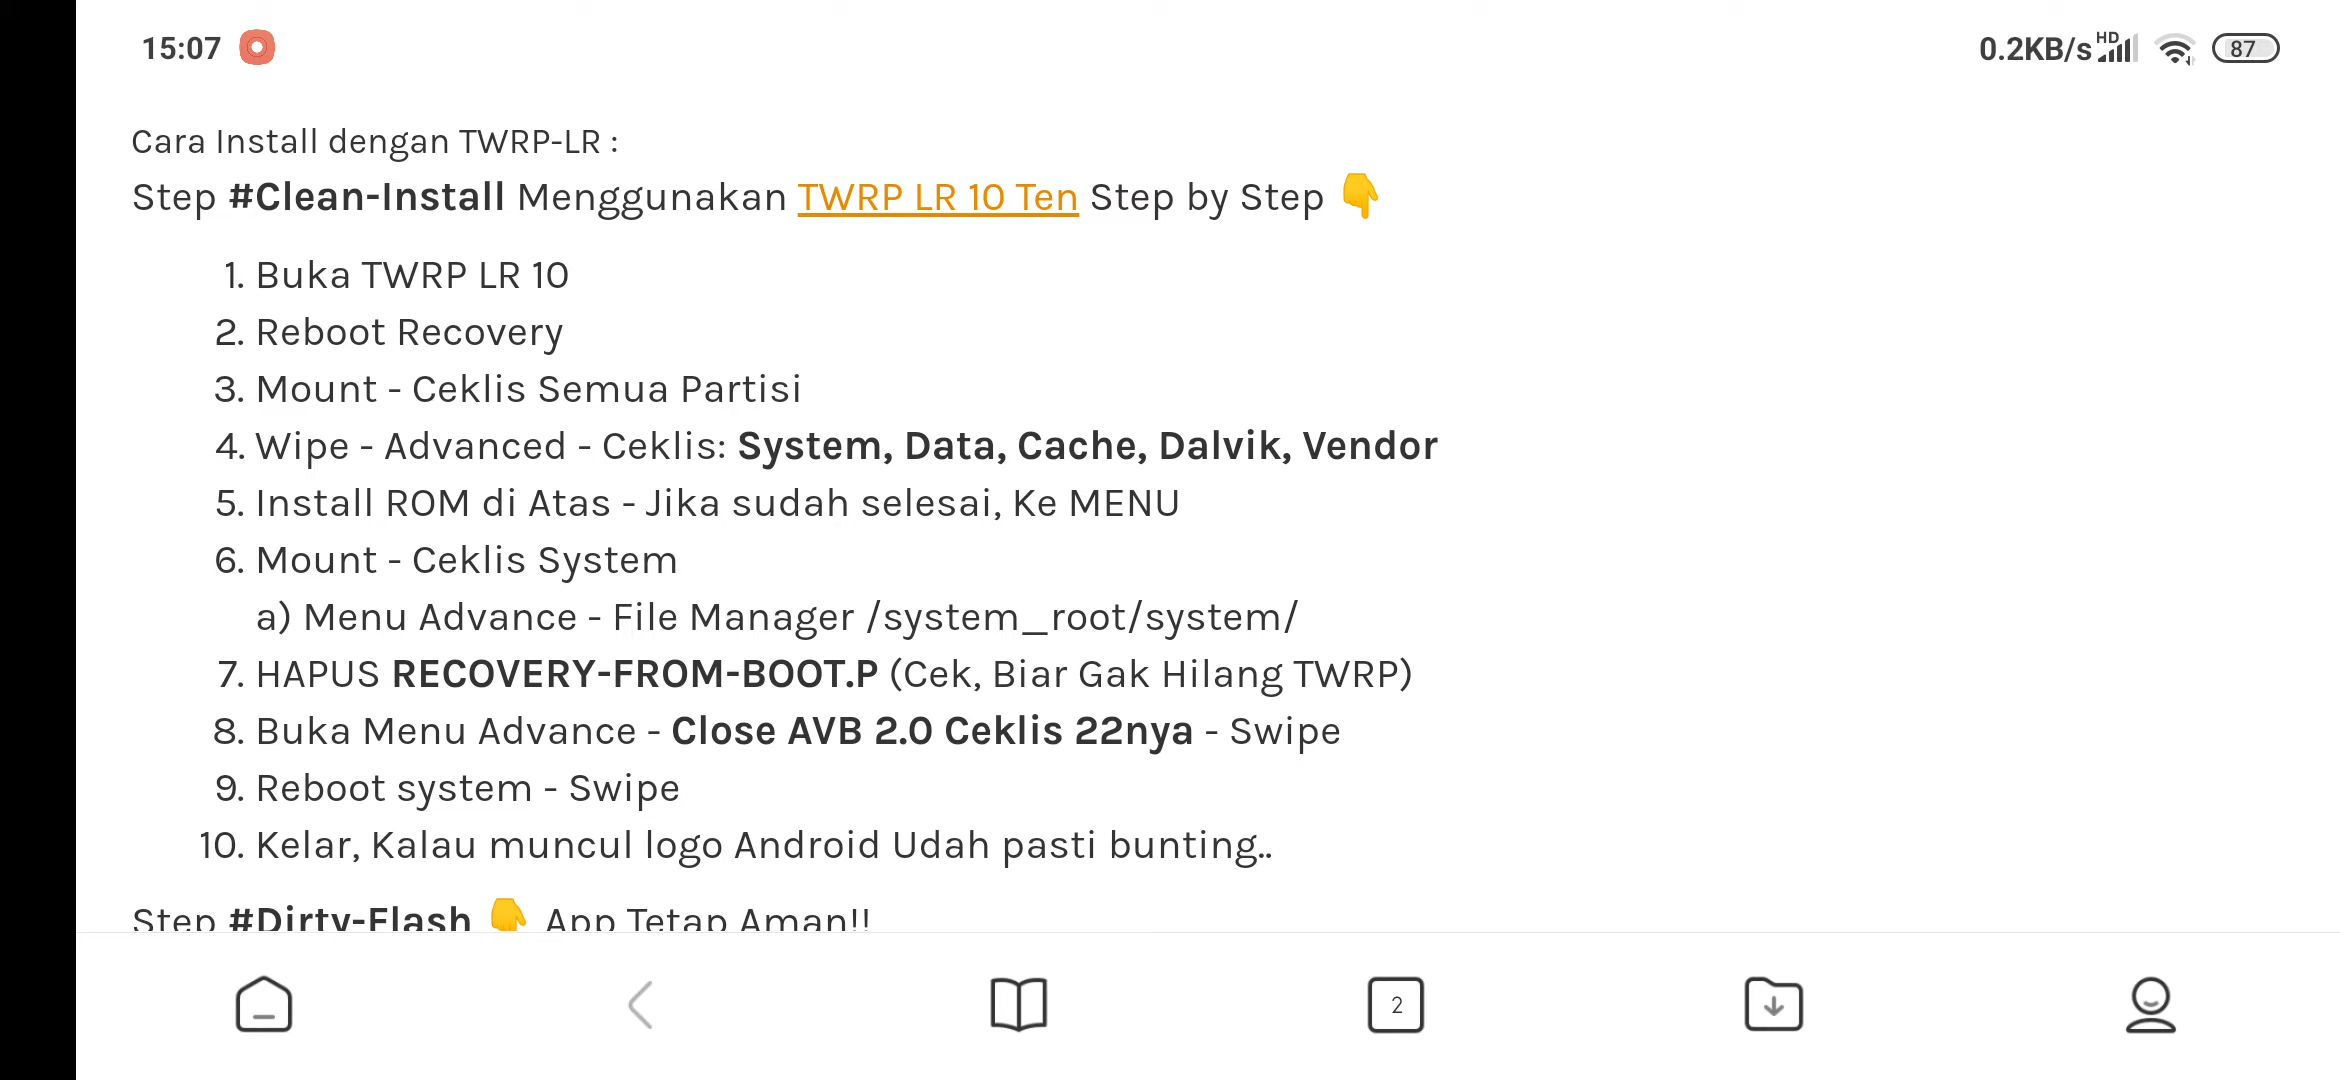 15:07
0.2KB/s HD 87
Cara Install dengan TWRP-LR :
Step #Clean-Install Menggunakan TWRP LR 10 Ten Step by Step 👇
1. Buka TWRP LR 10
2. Reboot Recovery
3. Mount - Ceklis Semua Partisi
4. Wipe - Advanced - Ceklis: System, Data, Cache, Dalvik, Vendor
5. Install ROM di Atas - Jika sudah selesai, Ke MENU
6. Mount - Ceklis System
a) Menu Advance - File Manager /system_root/system/
7. HAPUS RECOVERY-FROM-BOOT.P (Cek, Biar Gak Hilang TWRP)
8. Buka Menu Advance - Close AVB 2.0 Ceklis 22nya - Swipe
9. Reboot system - Swipe
10. Kelar, Kalau muncul logo Android Udah pasti bunting..
Step #Dirty-Flash 👇 App Tetap Aman!!
2